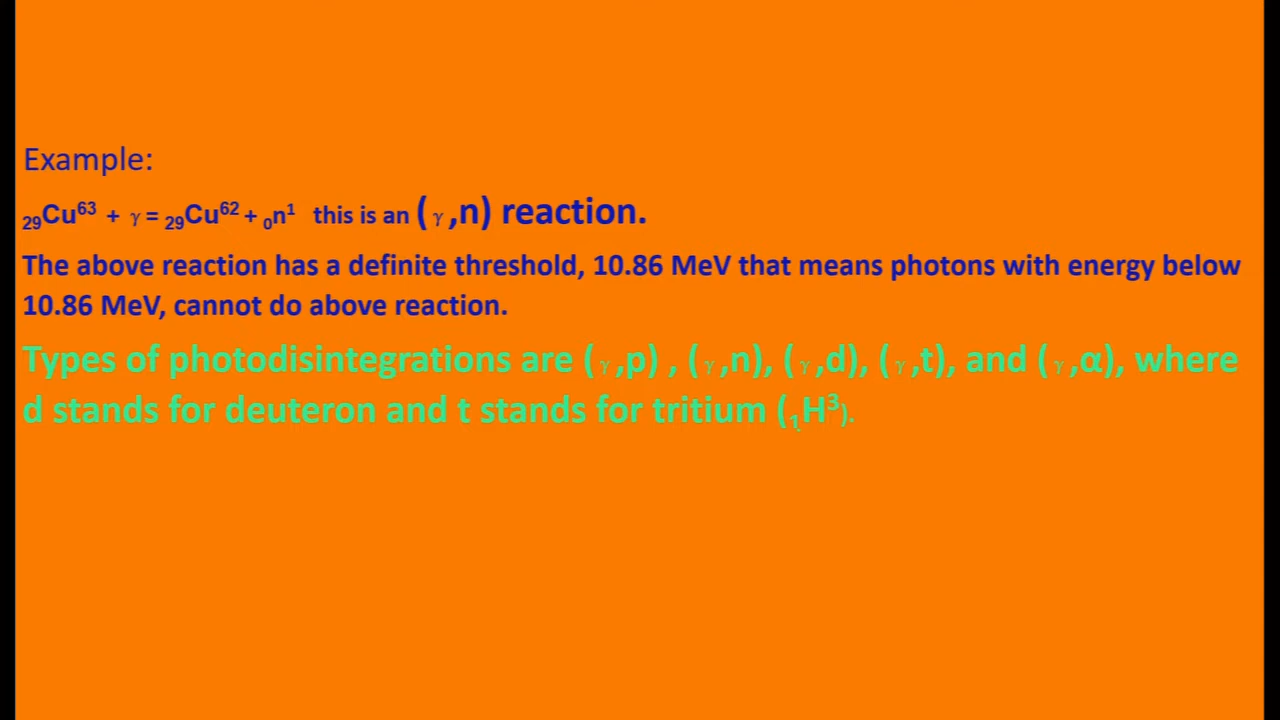 Example:
₂₉Cu⁶³ + γ = ₂₉Cu⁶² + ₀n¹ this is an (γ,n) reaction.
The above reaction has a definite threshold, 10.86 MeV that means photons with energy below
10.86 MeV, cannot do above reaction.
Types of photodisintegrations are (γ,p) , (γ,n), (γ,d), (γ,t), and (γ,α), where
d stands for deuteron and t stands for tritium (₁H³).